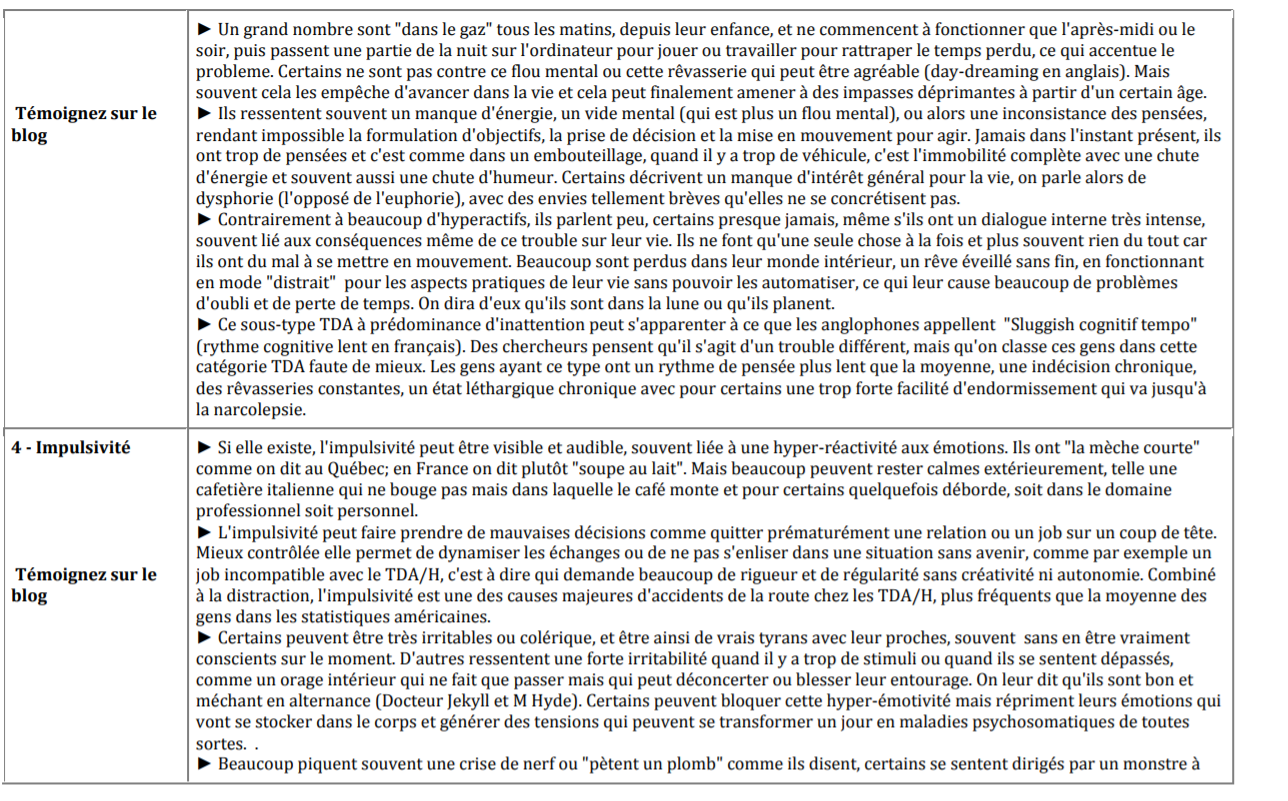 ► Un grand nombre sont "dans le gaz" tous les matins, depuis leur enfance, et ne commencent à fonctionner que l'après-midi ou le
soir, puis passent une partie de la nuit sur l'ordinateur pour jouer ou travailler pour rattraper le temps perdu, ce qui accentue le
probleme. Certains ne sont pas contre ce flou mental ou cette rêvasserie qui peut être agréable (day-dreaming en anglais). Mais
souvent cela les empêche d'avancer dans la vie et cela peut finalement amener à des impasses déprimantes à partir d'un certain âge.
Témoignez sur le
blog
► Ils ressentent souvent un manque d'énergie, un vide mental (qui est plus un flou mental), ou alors une inconsistance des pensées,
rendant impossible la formulation d'objectifs, la prise de décision et la mise en mouvement pour agir. Jamais dans l'instant présent, ils
ont trop de pensées et c'est comme dans un embouteillage, quand il y a trop de véhicule, c'est l'immobilité complète avec une chute
d'énergie et souvent aussi une chute d'humeur. Certains décrivent un manque d'intérêt général pour la vie, on parle alors de
dysphorie (l'opposé de l'euphorie), avec des envies tellement brèves qu'elles ne se concrétisent pas.
► Contrairement à beaucoup d'hyperactifs, ils parlent peu, certains presque jamais, même s'ils ont un dialogue interne très intense,
souvent lié aux conséquences même de ce trouble sur leur vie. Ils ne font qu'une seule chose à la fois et plus souvent rien du tout car
ils ont du mal à se mettre en mouvement. Beaucoup sont perdus dans leur monde intérieur, un rêve éveillé sans fin, en fonctionnant
en mode "distrait" pour les aspects pratiques de leur vie sans pouvoir les automatiser, ce qui leur cause beaucoup de problèmes
d'oubli et de perte de temps. On dira d'eux qu'ils sont dans la lune ou qu'ils planent.
► Ce sous-type TDA à prédominance d'inattention peut s'apparenter à ce que les anglophones appellent "Sluggish cognitif tempo"
(rythme cognitive lent en français). Des chercheurs pensent qu'il s'agit d'un trouble différent, mais qu'on classe ces gens dans cette
catégorie TDA faute de mieux. Les gens ayant ce type ont un rythme de pensée plus lent que la moyenne, une indécision chronique,
des rêvasseries constantes, un état léthargique chronique avec pour certains une trop forte facilité d'endormissement qui va jusqu'à
la narcolepsie.
4 - Impulsivité
► Si elle existe, l'impulsivité peut être visible et audible, souvent liée à une hyper-réactivité aux émotions. Ils ont "la mèche courte"
comme on dit au Québec; en France on dit plutôt "soupe au lait". Mais beaucoup peuvent rester calmes extérieurement, telle une
cafetière italienne qui ne bouge pas mais dans laquelle le café monte et pour certains quelquefois déborde, soit dans le domaine
professionnel soit personnel.
► L'impulsivité peut faire prendre de mauvaises décisions comme quitter prématurément une relation ou un job sur un coup de tête.
Mieux contrôlée elle permet de dynamiser les échanges ou de ne pas s'enliser dans une situation sans avenir, comme par exemple un
Témoignez sur le
blog
job incompatible avec le TDA/H, c'est à dire qui demande beaucoup de rigueur et de régularité sans créativité ni autonomie. Combiné
à la distraction, l'impulsivité est une des causes majeures d'accidents de la route chez les TDA/H, plus fréquents que la moyenne des
gens dans les statistiques américaines.
► Certains peuvent être très irritables ou colérique, et être ainsi de vrais tyrans avec leur proches, souvent sans en être vraiment
conscients sur le moment. D'autres ressentent une forte irritabilité quand il y a trop de stimuli ou quand ils se sentent dépassés,
comme un orage intérieur qui ne fait que passer mais qui peut déconcerter ou blesser leur entourage. On leur dit qu'ils sont bon et
méchant en alternance (Docteur Jekyll et M Hyde). Certains peuvent bloquer cette hyper-émotivité mais répriment leurs émotions qui
vont se stocker dans le corps et générer des tensions qui peuvent se transformer un jour en maladies psychosomatiques de toutes
sortes. .
► Beaucoup piquent souvent une crise de nerf ou "pètent un plomb" comme ils disent, certains se sentent dirigés par un monstre à